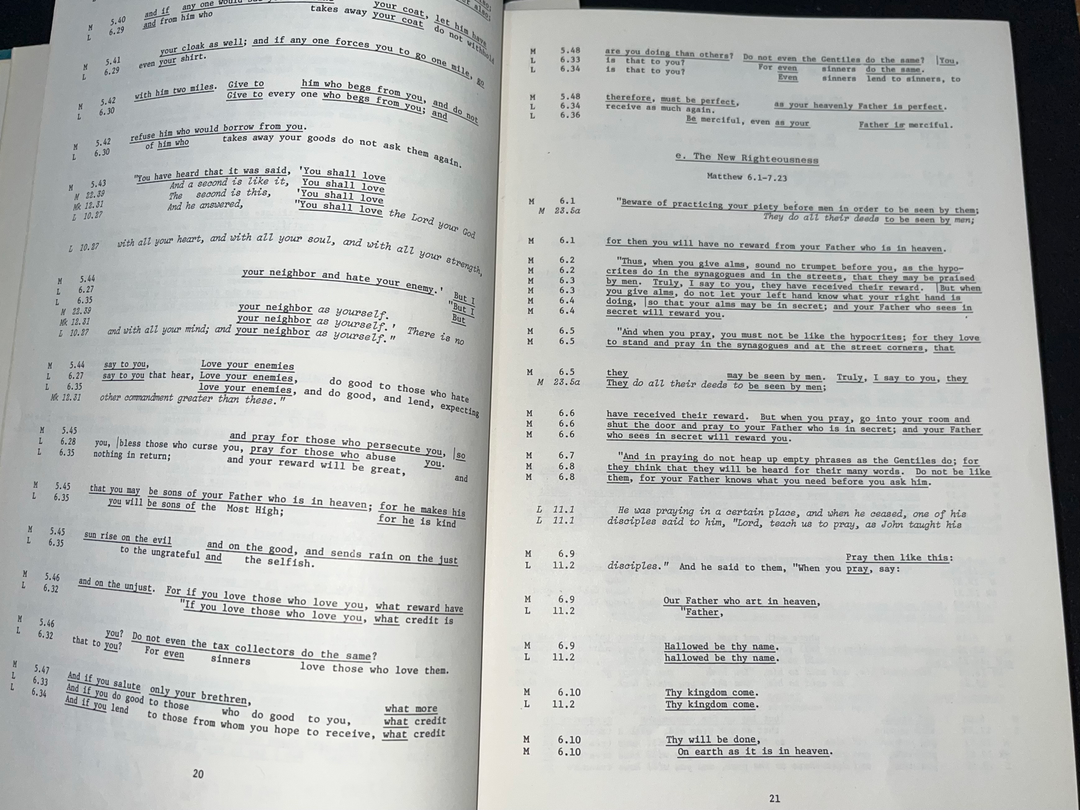 M 5.40 and if any one would your coat, let him have
L 6.29 and from him who takes away your coat do not withhold
M 5.41 your cloak as well; and if any one forces you to go one mile, go
L 6.29 even your shirt.
M 5.42 with him two miles. Give to him who begs from you, and do not
L 6.30 Give to every one who begs from you; and
M 5.42 refuse him who would borrow from you.
L 6.30 of him who takes away your goods do not ask them again.
M 5.43 "You have heard that it was said, 'You shall love
M 22.39 And a second is like it, You shall love
Mk 12.31 The second is this, 'You shall love
L 10.27 And he answered, "You shall love the Lord your God
L 10.27 with all your heart, and with all your soul, and with all your strength,
M 5.44 your neighbor and hate your enemy.' But I
L 6.27 "But I
L 6.35 But
M 22.39 your neighbor as yourself.
Mk 12.31 your neighbor as yourself.' There is no
L 10.27 and with all your mind; and your neighbor as yourself."
M 5.44 say to you, Love your enemies
L 6.27 say to you that hear, Love your enemies, do good to those who hate
L 6.35 love your enemies, and do good, and lend, expecting
Mk 12.31 other commandment greater than these."
M 5.45 and pray for those who persecute you, |so
L 6.28 you, |bless those who curse you, pray for those who abuse you.
L 6.35 nothing in return; and your reward will be great, and
M 5.45 that you may be sons of your Father who is in heaven; for he makes his
L 6.35 you will be sons of the Most High; for he is kind
M 5.45 sun rise on the evil and on the good, and sends rain on the just
L 6.35 to the ungrateful and the selfish.
M 5.46 and on the unjust. For if you love those who love you, what reward have
L 6.32 "If you love those who love you, what credit is
M 5.46 you? Do not even the tax collectors do the same?
L 6.32 that to you? For even sinners love those who love them.
M 5.47 And if you salute only your brethren, what more
L 6.33 And if you do good to those who do good to you, what credit
L 6.34 And if you lend to those from whom you hope to receive, what credit
20
M 5.48 are you doing than others? Do not even the Gentiles do the same? |You,
L 6.33 is that to you? For even sinners do the same.
L 6.34 is that to you? Even sinners lend to sinners, to
M 5.48 therefore, must be perfect, as your heavenly Father is perfect.
L 6.34 receive as much again.
L 6.36 Be merciful, even as your Father is merciful.
e. The New Righteousness
Matthew 6.1-7.23
M 6.1 "Beware of practicing your piety before men in order to be seen by them;
M 23.5a They do all their deeds to be seen by men;
M 6.1 for then you will have no reward from your Father who is in heaven.
M 6.2 "Thus, when you give alms, sound no trumpet before you, as the hypo-
M 6.2 crites do in the synagogues and in the streets, that they may be praised
M 6.3 by men. Truly, I say to you, they have received their reward. |But when
M 6.3 you give alms, do not let your left hand know what your right hand is
M 6.4 doing, |so that your alms may be in secret; and your Father who sees in
M 6.4 secret will reward you.
M 6.5 "And when you pray, you must not be like the hypocrites; for they love
M 6.5 to stand and pray in the synagogues and at the street corners, that
M 6.5 they may be seen by men. Truly, I say to you, they
M 23.5a They do all their deeds to be seen by men;
M 6.6 have received their reward. But when you pray, go into your room and
M 6.6 shut the door and pray to your Father who is in secret; and your Father
M 6.6 who sees in secret will reward you.
M 6.7 "And in praying do not heap up empty phrases as the Gentiles do; for
M 6.8 they think that they will be heard for their many words. Do not be like
M 6.8 them, for your Father knows what you need before you ask him.
L 11.1 He was praying in a certain place, and when he ceased, one of his
L 11.1 disciples said to him, "Lord, teach us to pray, as John taught his
M 6.9 Pray then like this:
L 11.2 disciples." And he said to them, "When you pray, say:
M 6.9 Our Father who art in heaven,
L 11.2 "Father,
M 6.9 Hallowed be thy name.
L 11.2 hallowed be thy name.
M 6.10 Thy kingdom come.
L 11.2 Thy kingdom come.
M 6.10 Thy will be done,
M 6.10 On earth as it is in heaven.
21